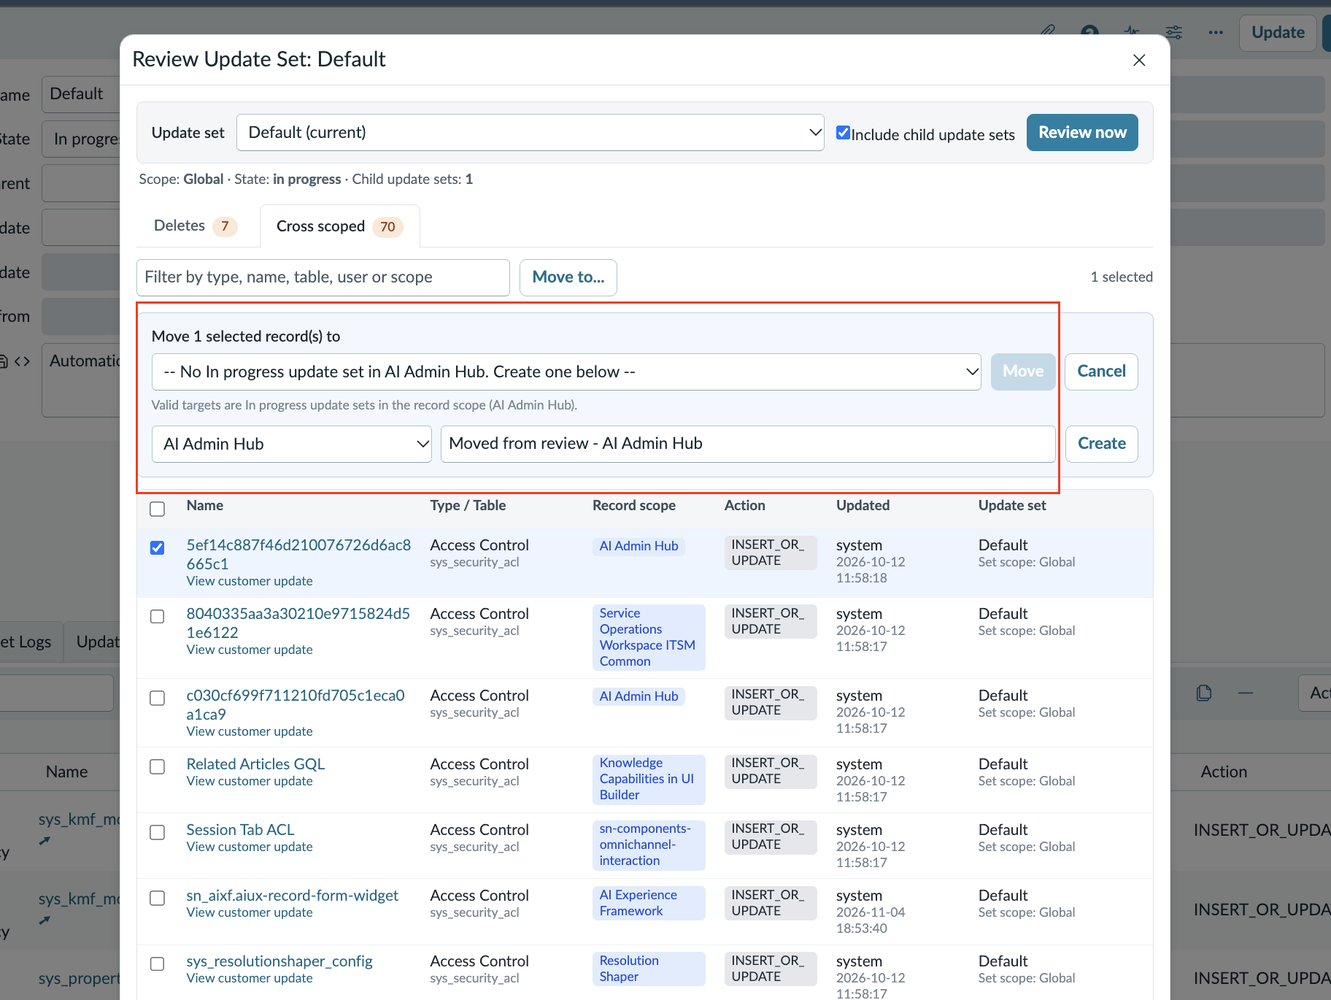 Update
Review Update Set: Default
ame
Default
Update set
Default (current)
Include child update sets
Review now
State
In progre
Scope: Global · State: in progress · Child update sets: 1
rent
date
Deletes 7
Cross scoped 70
date
Filter by type, name, table, user or scope
Move to...
1 selected
from
Move 1 selected record(s) to
Automatic
-- No In progress update set in AI Admin Hub. Create one below --
Move
Cancel
Valid targets are In progress update sets in the record scope (AI Admin Hub).
AI Admin Hub
Moved from review - AI Admin Hub
Create
Name
Type / Table
Record scope
Action
Updated
Update set
5ef14c887f46d210076726d6ac8
665c1
View customer update
Access Control
sys_security_acl
AI Admin Hub
INSERT_OR_
UPDATE
system
2026-10-12
11:58:18
Default
Set scope: Global
8040335aa3a30210e9715824d5
1e6122
View customer update
Access Control
sys_security_acl
Service
Operations
Workspace ITSM
Common
INSERT_OR_
UPDATE
system
2026-10-12
11:58:17
Default
Set scope: Global
c030cf699f711210fd705c1eca0
a1ca9
View customer update
Access Control
sys_security_acl
AI Admin Hub
INSERT_OR_
UPDATE
system
2026-10-12
11:58:17
Default
Set scope: Global
Related Articles GQL
View customer update
Access Control
sys_security_acl
Knowledge
Capabilities in UI
Builder
INSERT_OR_
UPDATE
system
2026-10-12
11:58:17
Default
Set scope: Global
Session Tab ACL
View customer update
Access Control
sys_security_acl
sn-components-
omnichannel-
interaction
INSERT_OR_
UPDATE
system
2026-10-12
11:58:17
Default
Set scope: Global
sn_aixf.aiux-record-form-widget
View customer update
Access Control
sys_security_acl
AI Experience
Framework
INSERT_OR_
UPDATE
system
2026-11-04
18:53:40
Default
Set scope: Global
sys_resolutionshaper_config
View customer update
Access Control
sys_security_acl
Resolution
Shaper
INSERT_OR_
UPDATE
system
2026-10-12
11:58:17
Default
Set scope: Global
et Logs
Updat
Act
Name
Action
sys_kmf_mo
cy
INSERT_OR_UPDA
sys_kmf_mo
cy
INSERT_OR_UPDA
sys_propert
INSERT_OR_UPDA